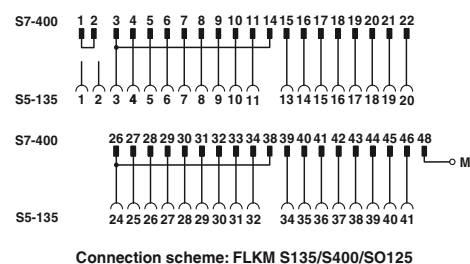 S7-400 1 2 3 4 5 6 7 8 9 10 11 14 15 16 17 18 19 20 21 22
S5-135 1 2 3 4 5 6 7 8 9 10 11 13 14 15 16 17 18 19 20
S7-400 26 27 28 29 30 31 32 33 34 38 39 40 41 42 43 44 45 46 48
M
S5-135 24 25 26 27 28 29 30 31 32 34 35 36 37 38 39 40 41
Connection scheme: FLKM S135/S400/SO125